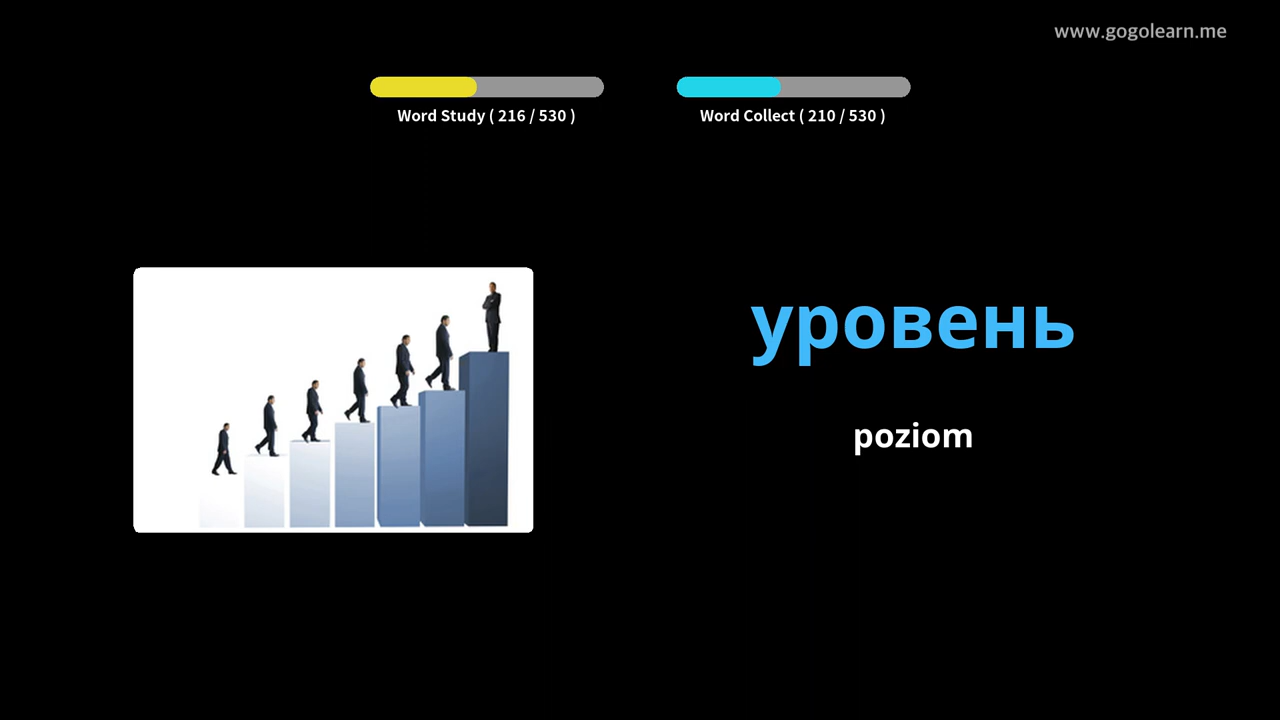 www.gogolearn.me
Word Study ( 216 / 530 )
Word Collect ( 210 / 530 )
уровень
poziom